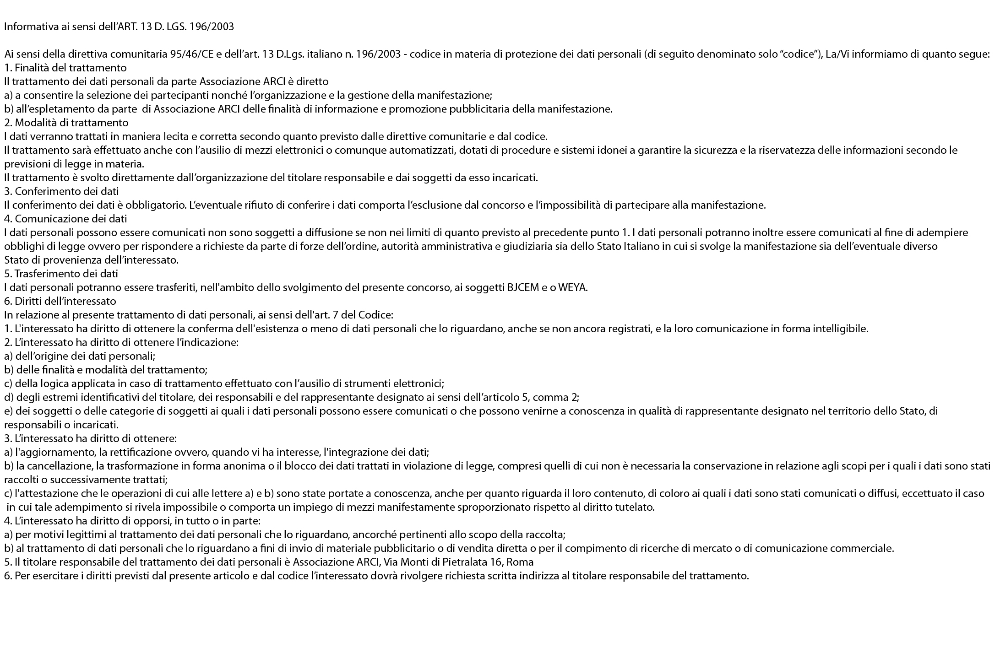 Informativa ai sensi dell’ART. 13 D. LGS. 196/2003
Ai sensi della direttiva comunitaria 95/46/CE e dell’art. 13 D.Lgs. italiano n. 196/2003 - codice in materia di protezione dei dati personali (di seguito denominato solo “codice”), La/Vi informiamo di quanto segue:
1. Finalità del trattamento
Il trattamento dei dati personali da parte Associazione ARCI è diretto
a) a consentire la selezione dei partecipanti nonché l’organizzazione e la gestione della manifestazione;
b) all’espletamento da parte  di Associazione ARCI delle finalità di informazione e promozione pubblicitaria della manifestazione.
2. Modalità di trattamento
I dati verranno trattati in maniera lecita e corretta secondo quanto previsto dalle direttive comunitarie e dal codice.
Il trattamento sarà effettuato anche con l’ausilio di mezzi elettronici o comunque automatizzati, dotati di procedure e sistemi idonei a garantire la sicurezza e la riservatezza delle informazioni secondo le
previsioni di legge in materia.
Il trattamento è svolto direttamente dall’organizzazione del titolare responsabile e dai soggetti da esso incaricati.
3. Conferimento dei dati
Il conferimento dei dati è obbligatorio. L’eventuale rifiuto di conferire i dati comporta l’esclusione dal concorso e l’impossibilità di partecipare alla manifestazione.
4. Comunicazione dei dati
I dati personali possono essere comunicati non sono soggetti a diffusione se non nei limiti di quanto previsto al precedente punto 1. I dati personali potranno inoltre essere comunicati al fine di adempiere
obblighi di legge ovvero per rispondere a richieste da parte di forze dell’ordine, autorità amministrativa e giudiziaria sia dello Stato Italiano in cui si svolge la manifestazione sia dell’eventuale diverso
Stato di provenienza dell’interessato.
5. Trasferimento dei dati
I dati personali potranno essere trasferiti, nell'ambito dello svolgimento del presente concorso, ai soggetti BJCEM e o WEYA.
6. Diritti dell’interessato
In relazione al presente trattamento di dati personali, ai sensi dell'art. 7 del Codice:
1. L'interessato ha diritto di ottenere la conferma dell'esistenza o meno di dati personali che lo riguardano, anche se non ancora registrati, e la loro comunicazione in forma intelligibile.
2. L’interessato ha diritto di ottenere l’indicazione:
a) dell’origine dei dati personali;
b) delle finalità e modalità del trattamento;
c) della logica applicata in caso di trattamento effettuato con l’ausilio di strumenti elettronici;
d) degli estremi identificativi del titolare, dei responsabili e del rappresentante designato ai sensi dell’articolo 5, comma 2;
e) dei soggetti o delle categorie di soggetti ai quali i dati personali possono essere comunicati o che possono venirne a conoscenza in qualità di rappresentante designato nel territorio dello Stato, di
responsabili o incaricati.
3. L’interessato ha diritto di ottenere:
a) l'aggiornamento, la rettificazione ovvero, quando vi ha interesse, l'integrazione dei dati;
b) la cancellazione, la trasformazione in forma anonima o il blocco dei dati trattati in violazione di legge, compresi quelli di cui non è necessaria la conservazione in relazione agli scopi per i quali i dati sono stati
raccolti o successivamente trattati;
c) l'attestazione che le operazioni di cui alle lettere a) e b) sono state portate a conoscenza, anche per quanto riguarda il loro contenuto, di coloro ai quali i dati sono stati comunicati o diffusi, eccettuato il caso
in cui tale adempimento si rivela impossibile o comporta un impiego di mezzi manifestamente sproporzionato rispetto al diritto tutelato.
4. L’interessato ha diritto di opporsi, in tutto o in parte:
a) per motivi legittimi al trattamento dei dati personali che lo riguardano, ancorché pertinenti allo scopo della raccolta;
b) al trattamento di dati personali che lo riguardano a fini di invio di materiale pubblicitario o di vendita diretta o per il compimento di ricerche di mercato o di comunicazione commerciale.
5. Il titolare responsabile del trattamento dei dati personali è Associazione ARCI, Via Monti di Pietralata 16, Roma
6. Per esercitare i diritti previsti dal presente articolo e dal codice l’interessato dovrà rivolgere richiesta scritta indirizza al titolare responsabile del trattamento.